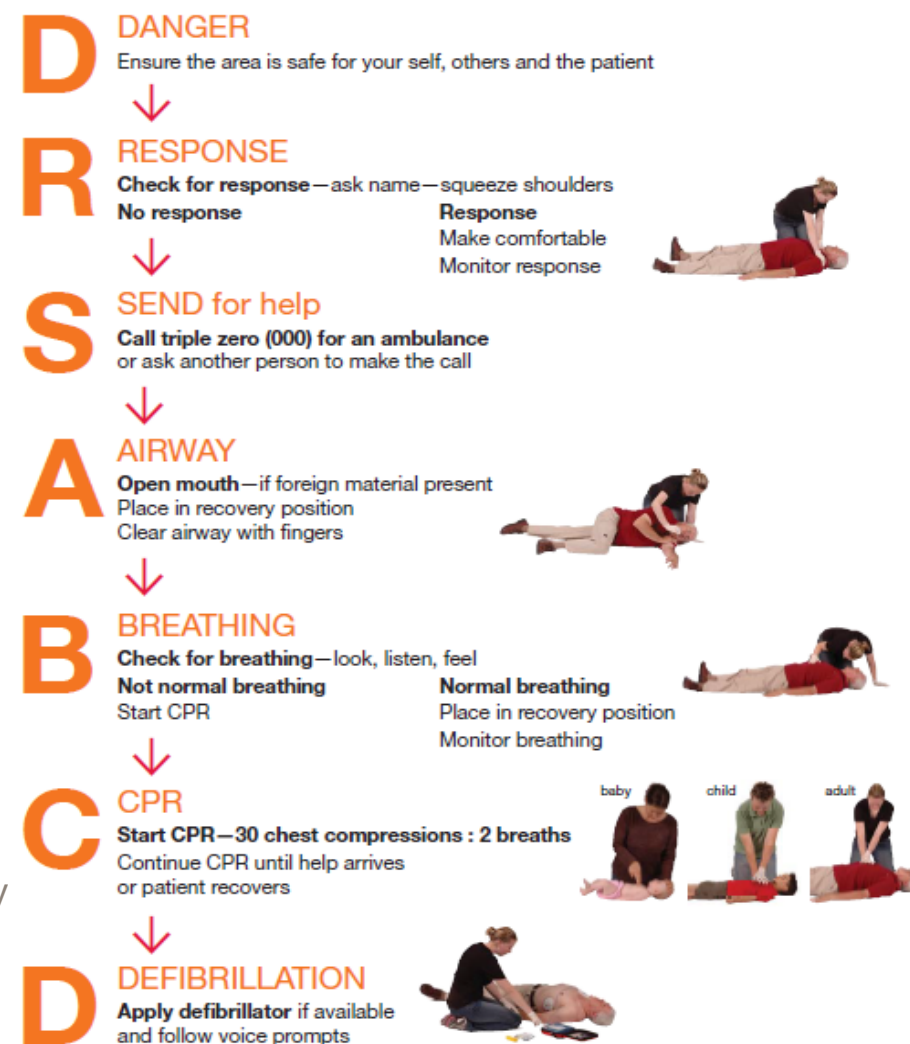 D
DANGER
Ensure the area is safe for your self, others and the patient
R
RESPONSE
Check for response—ask name—squeeze shoulders
No response
Response
Make comfortable
Monitor response
S
SEND for help
Call triple zero (000) for an ambulance
or ask another person to make the call
A
AIRWAY
Open mouth—if foreign material present
Place in recovery position
Clear airway with fingers
B
BREATHING
Check for breathing—look, listen, feel
Not normal breathing
Start CPR
Normal breathing
Place in recovery position
Monitor breathing
C
CPR
Start CPR—30 chest compressions : 2 breaths
Continue CPR until help arrives
or patient recovers
baby
child
adult
D
DEFIBRILLATION
Apply defibrillator if available
and follow voice prompts